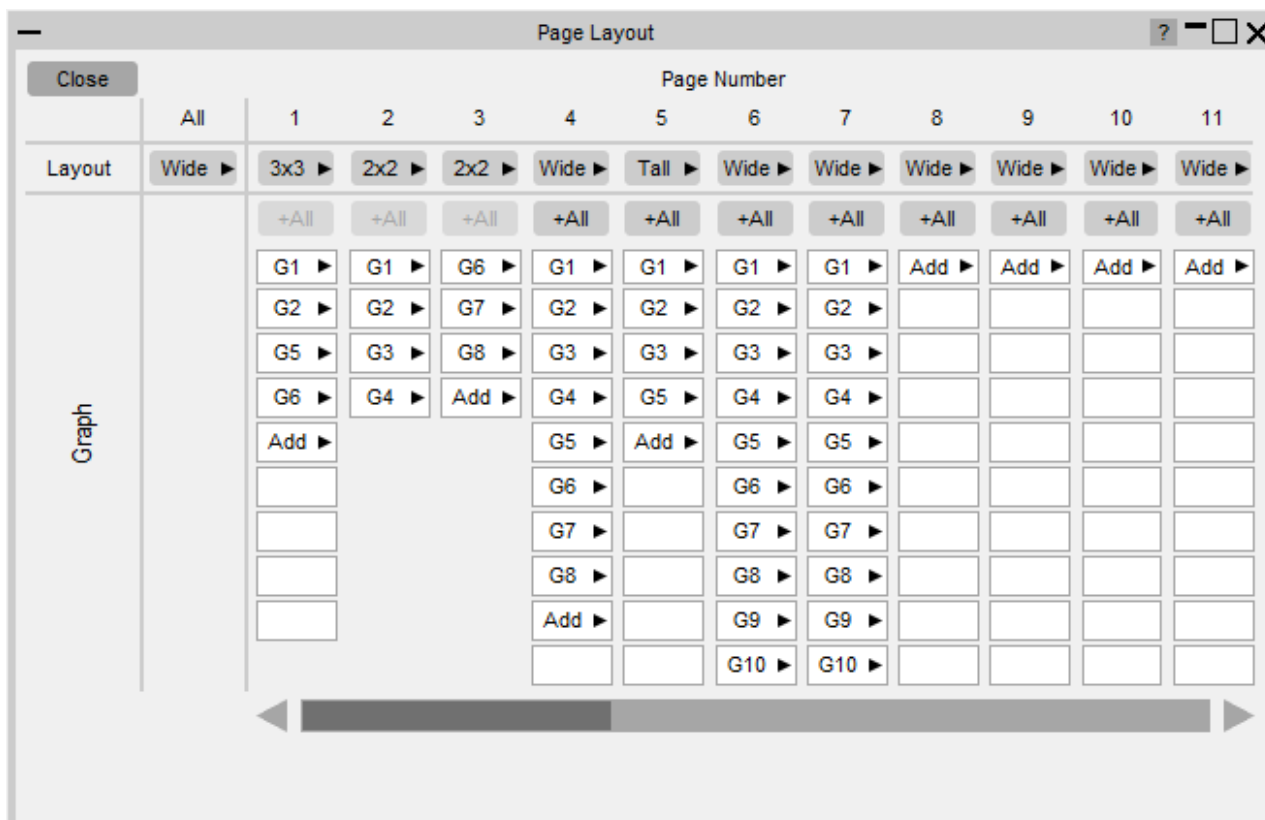 Page Layout ?
Close Page Number
All 1 2 3 4 5 6 7 8 9 10 11
Layout Wide 3x3 2x2 2x2 Wide Tall Wide Wide Wide Wide Wide Wide
+All +All +All +All +All +All +All +All +All +All +All
G1 G1 G6 G1 G1 G1 G1 Add Add Add Add
G2 G2 G7 G2 G2 G2 G2
G5 G3 G8 G3 G3 G3 G3
G6 G4 Add G4 G5 G4 G4
Graph
Add G5 Add G5 G5
G6 G6 G6
G7 G7 G7
G8 G8 G8
Add G9 G9
G10 G10